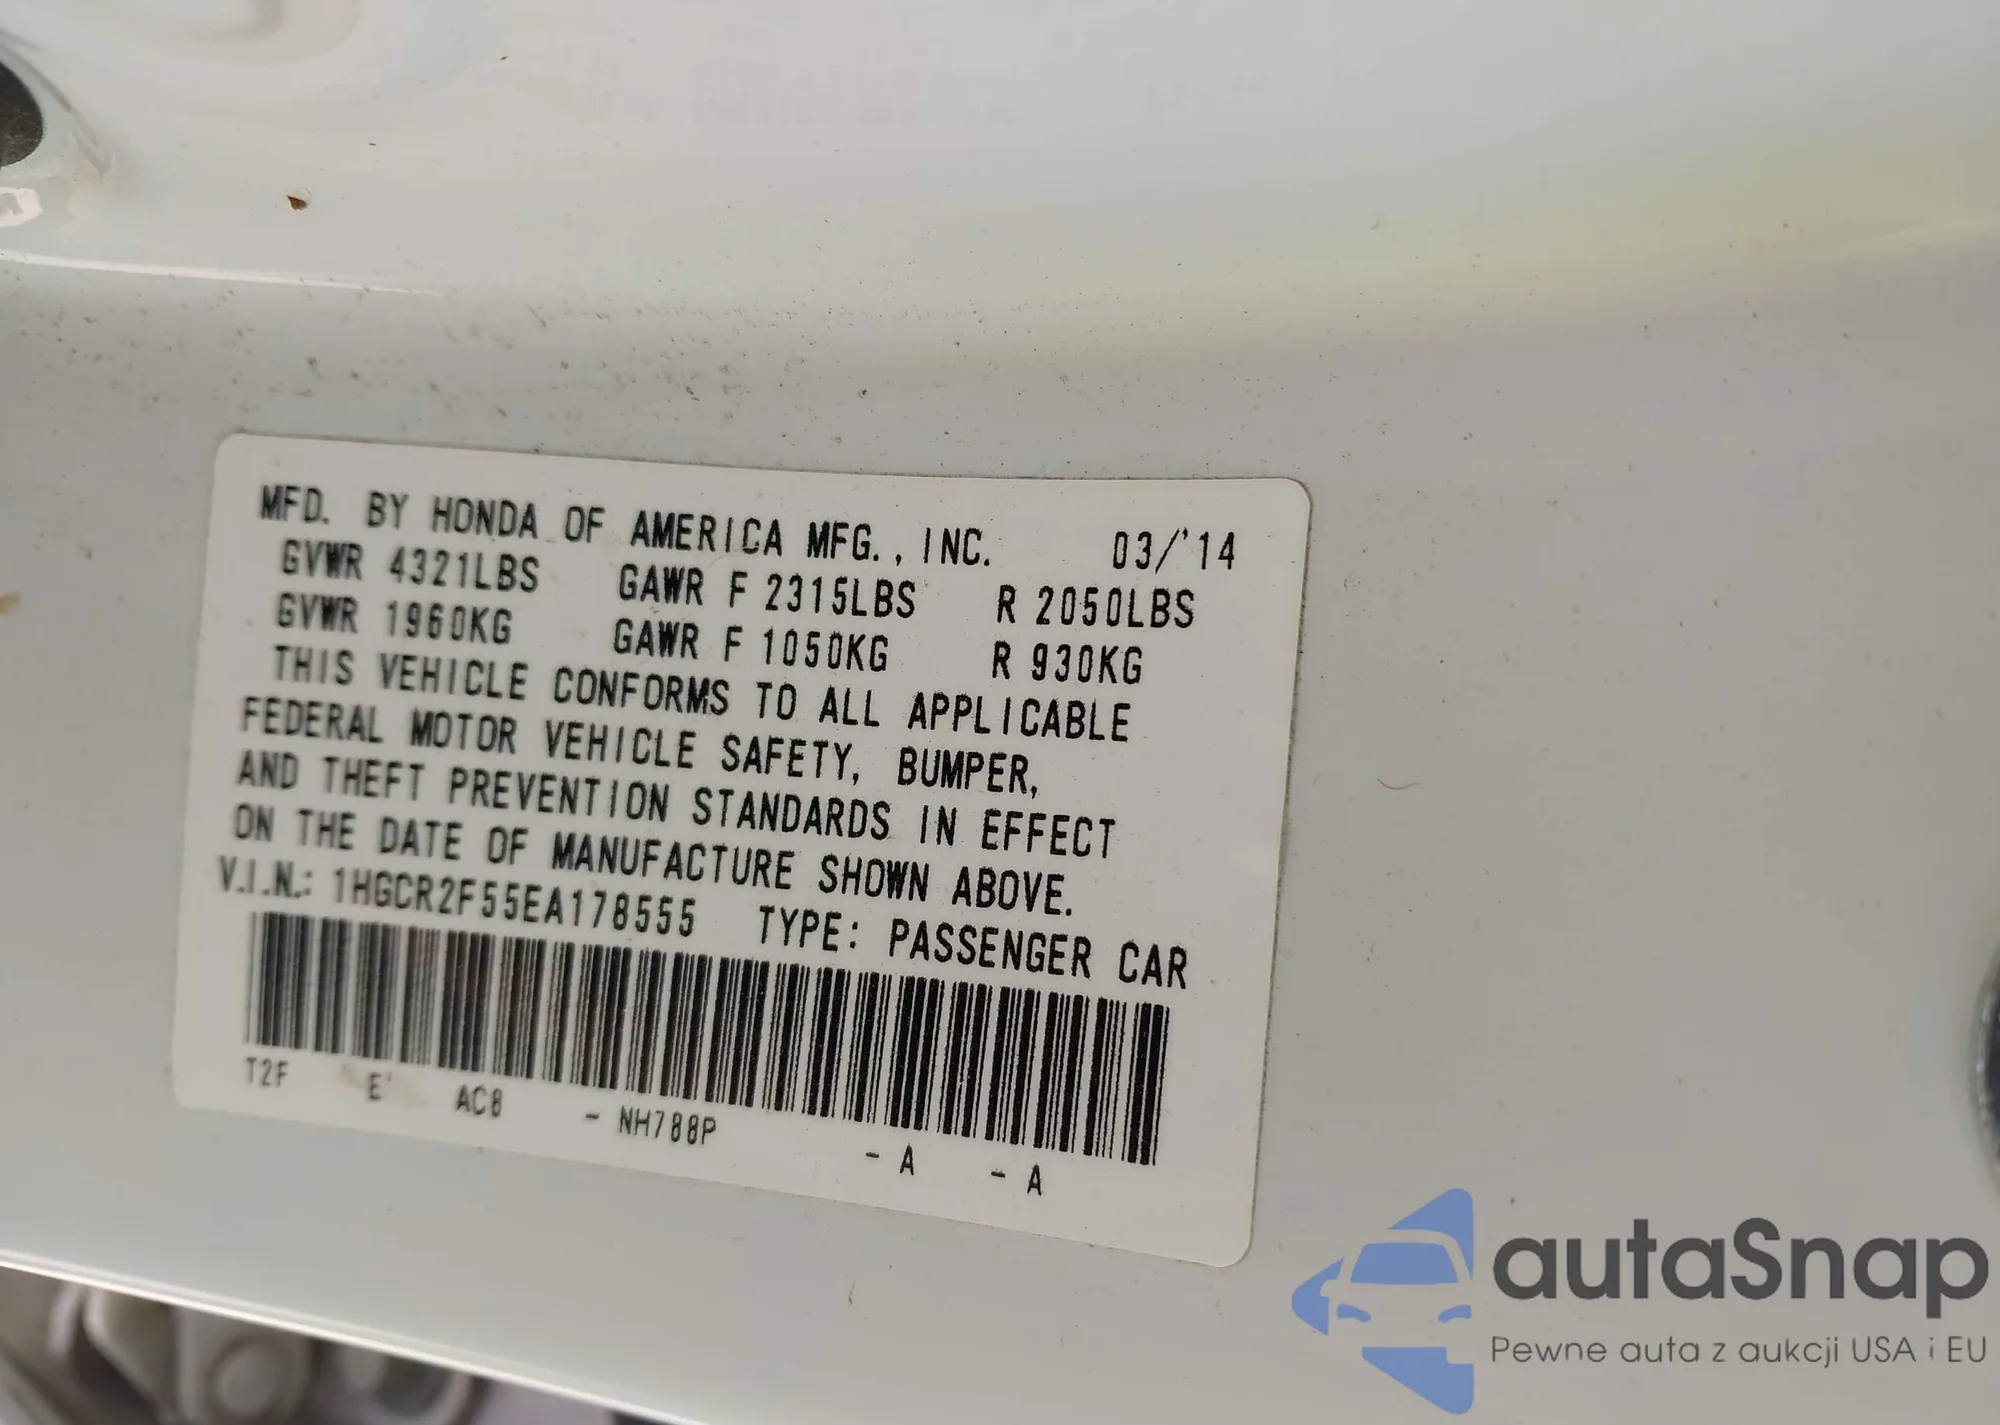 MFD. BY HONDA OF AMERICA MFG., INC. 03/'14
GVWR 4321LBS GAWR F 2315LBS R 2050LBS
GVWR 1960KG GAWR F 1050KG R 930KG
THIS VEHICLE CONFORMS TO ALL APPLICABLE
FEDERAL MOTOR VEHICLE SAFETY, BUMPER,
AND THEFT PREVENTION STANDARDS IN EFFECT
ON THE DATE OF MANUFACTURE SHOWN ABOVE.
V.I.N.: 1HGCR2F55EA178555 TYPE: PASSENGER CAR
T2F E AC8 - NH788P - A - A
autaSnap
Pewne auta z aukcji USA i EU